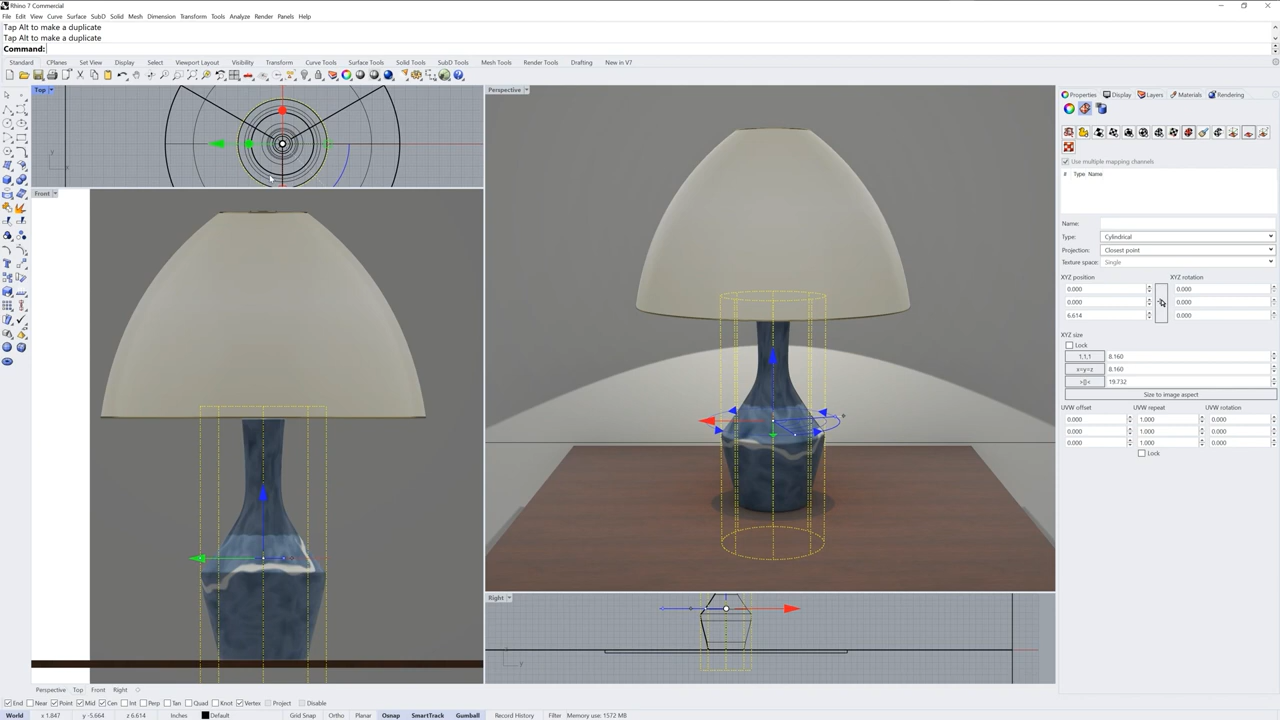 Rhino 7 Commercial
File Edit View Curve Surface SubD Solid Mesh Dimension Transform Tools Analyze Render Panels Help
Tap Alt to make a duplicate
Tap Alt to make a duplicate
Command:
Standard CPlanes Set View Display Select Viewport Layout Visibility Transform Curve Tools Surface Tools Solid Tools SubD Tools Mesh Tools Render Tools Drafting New in V7
Top
Perspective
Properties Display Layers Materials Rendering
Use multiple mapping channels
# Type Name
Front
Name:
Type: Cylindrical
Projection: Closest point
Texture space: Single
XYZ position XYZ rotation
0.000 0.000
0.000 0.000
6.614 0.000
XYZ size
Lock
1,1,1 8.160
x=y=z 8.160
>[]< 19.732
Size to image aspect
UVW offset UVW repeat UVW rotation
0.000 1.000 0.000
0.000 1.000 0.000
0.000 1.000 0.000
Lock
Right
Perspective Top Front Right
End Near Point Mid Cen Int Perp Tan Quad Knot Vertex Project Disable
World x 1.847 y -5.664 z 6.614 Inches Default Grid Snap Ortho Planar Osnap SmartTrack Gumball Record History Filter Memory use: 1572 MB